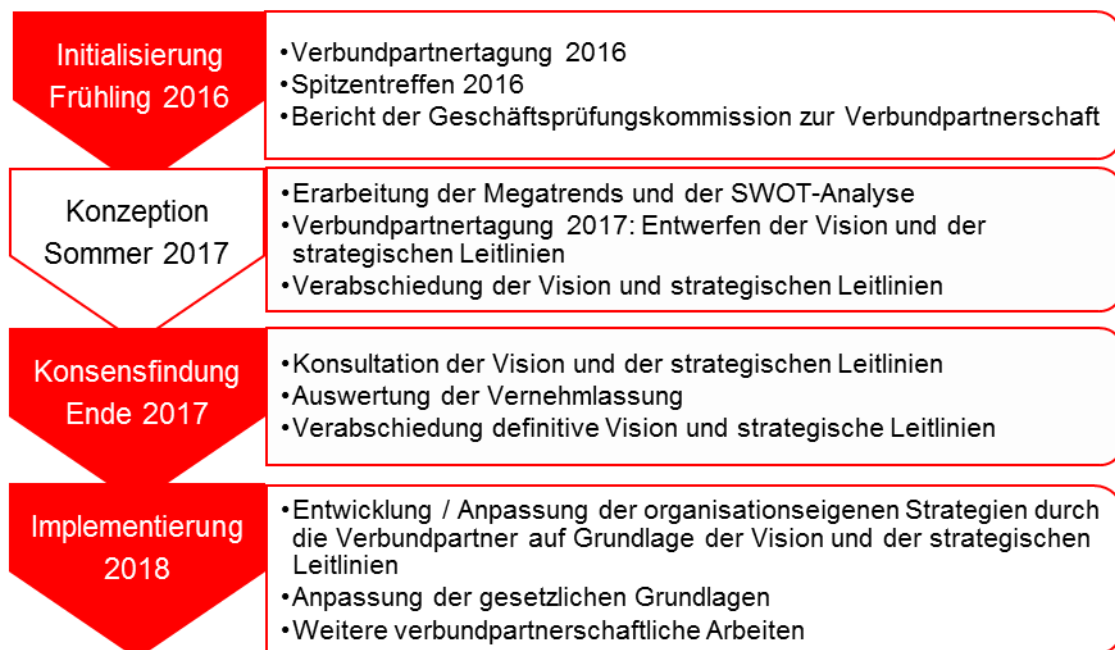 Initialisierung
Frühling 2016
•Verbundpartnertagung 2016
•Spitzentreffen 2016
•Bericht der Geschäftsprüfungskommission zur Verbundpartnerschaft
Konzeption
Sommer 2017
•Erarbeitung der Megatrends und der SWOT-Analyse
•Verbundpartnertagung 2017: Entwerfen der Vision und der
strategischen Leitlinien
•Verabschiedung der Vision und strategischen Leitlinien
Konsensfindung
Ende 2017
•Konsultation der Vision und der strategischen Leitlinien
•Auswertung der Vernehmlassung
•Verabschiedung definitive Vision und strategische Leitlinien
Implementierung
2018
•Entwicklung / Anpassung der organisationseigenen Strategien durch
die Verbundpartner auf Grundlage der Vision und der strategischen
Leitlinien
•Anpassung der gesetzlichen Grundlagen
•Weitere verbundpartnerschaftliche Arbeiten